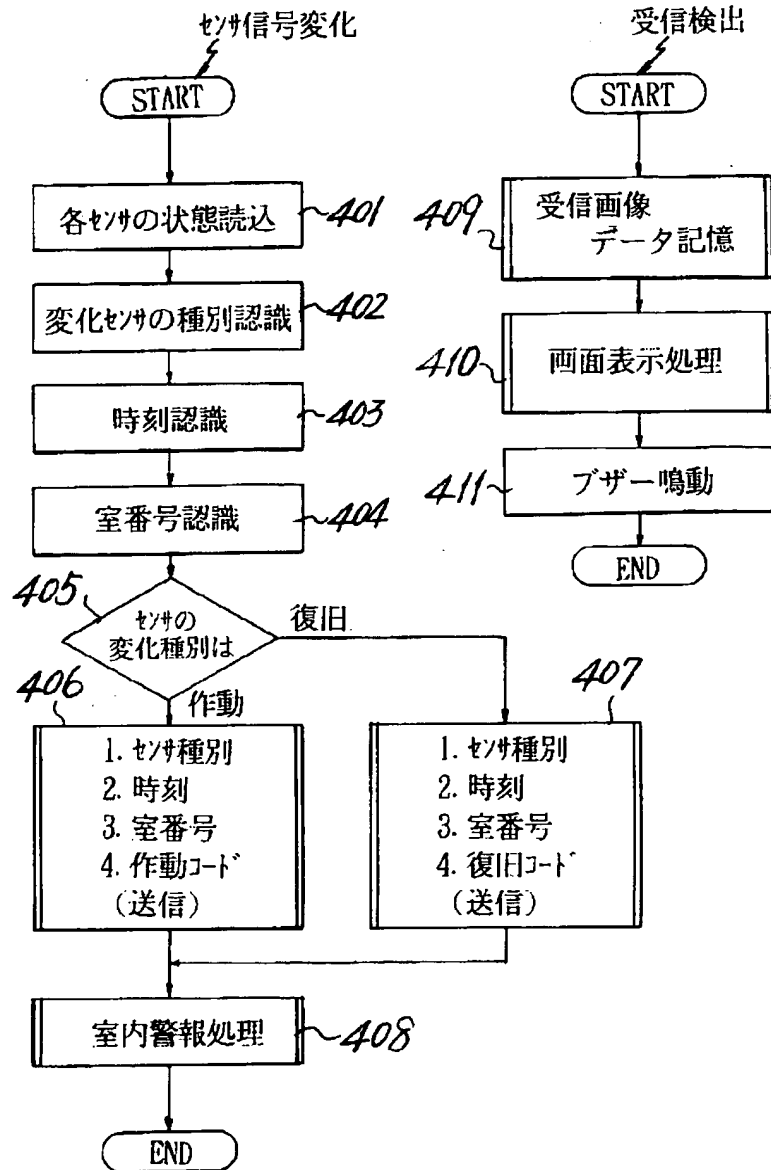 センサ信号変化
START
各センサの状態読込
401
変化センサの種別認識
402
時刻認識
403
室番号認識
404
405
センサの
変化種別は
復旧
作動
406
1. センサ種別
2. 時刻
3. 室番号
4. 作動コード
(送信)
407
1. センサ種別
2. 時刻
3. 室番号
4. 復旧コード
(送信)
室内警報処理
408
END
受信検出
START
409
受信画像
データ記憶
410
画面表示処理
411
ブザー鳴動
END